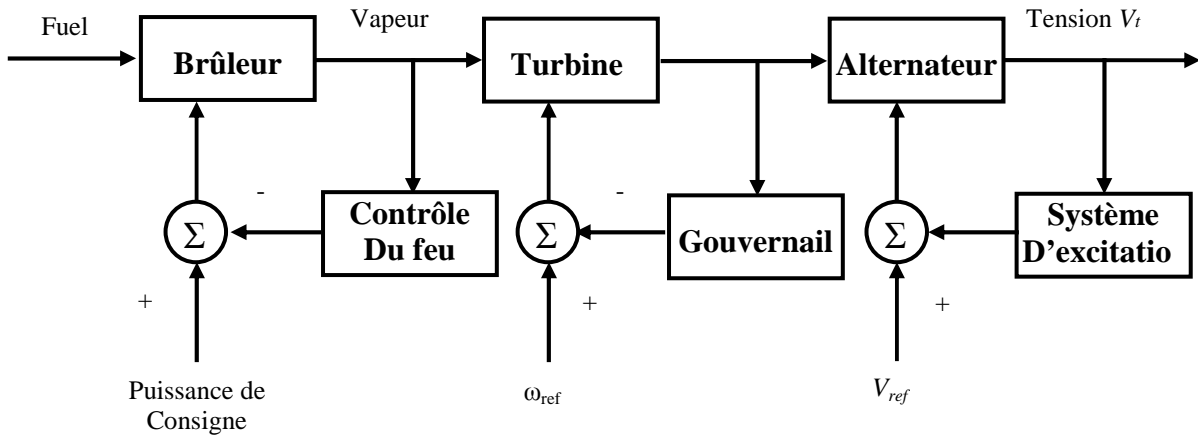 Fuel
Vapeur
Tension Vt
Brûleur
Turbine
Alternateur
-
-
Contrôle
Du feu
Gouvernail
Système
D'excitatio
Σ
Σ
Σ
+
+
+
Puissance de
Consigne
ωref
Vref